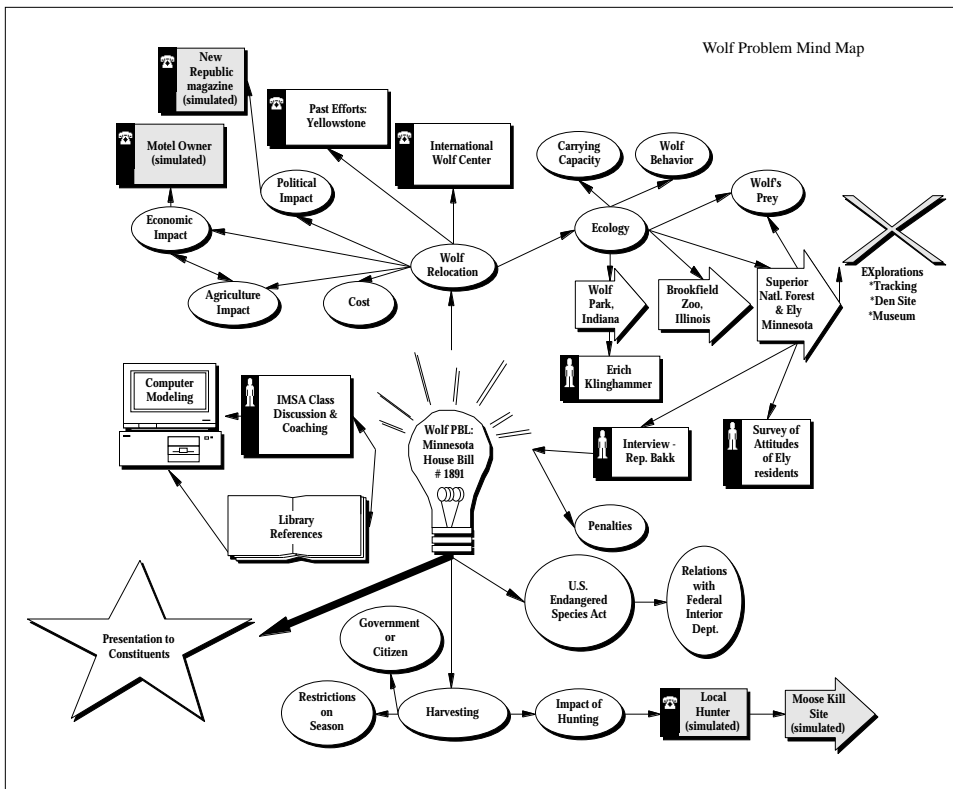 Wolf Problem Mind Map
New
Republic
magazine
(simulated)
Past Efforts:
Yellowstone
International
Wolf Center
Motel Owner
(simulated)
Carrying
Capacity
Wolf
Behavior
Wolf's
Prey
Political
Impact
Economic
Impact
Agriculture
Impact
Cost
Wolf
Relocation
Ecology
Wolf
Park,
Indiana
Brookfield
Zoo,
Illinois
Superior
Natl. Forest
& Ely
Minnesota
EXplorations
*Tracking
*Den Site
*Museum
Erich
Klinghammer
Computer
Modeling
IMSA Class
Discussion &
Coaching
Wolf PBL:
Minnesota
House Bill
# 1891
Interview -
Rep. Bakk
Survey of
Attitudes
of Ely
residents
Library
References
Penalties
U.S.
Endangered
Species Act
Relations
with
Federal
Interior
Dept.
Presentation to
Constituents
Government
or
Citizen
Restrictions
on
Season
Harvesting
Impact of
Hunting
Local
Hunter
(simulated)
Moose Kill
Site
(simulated)